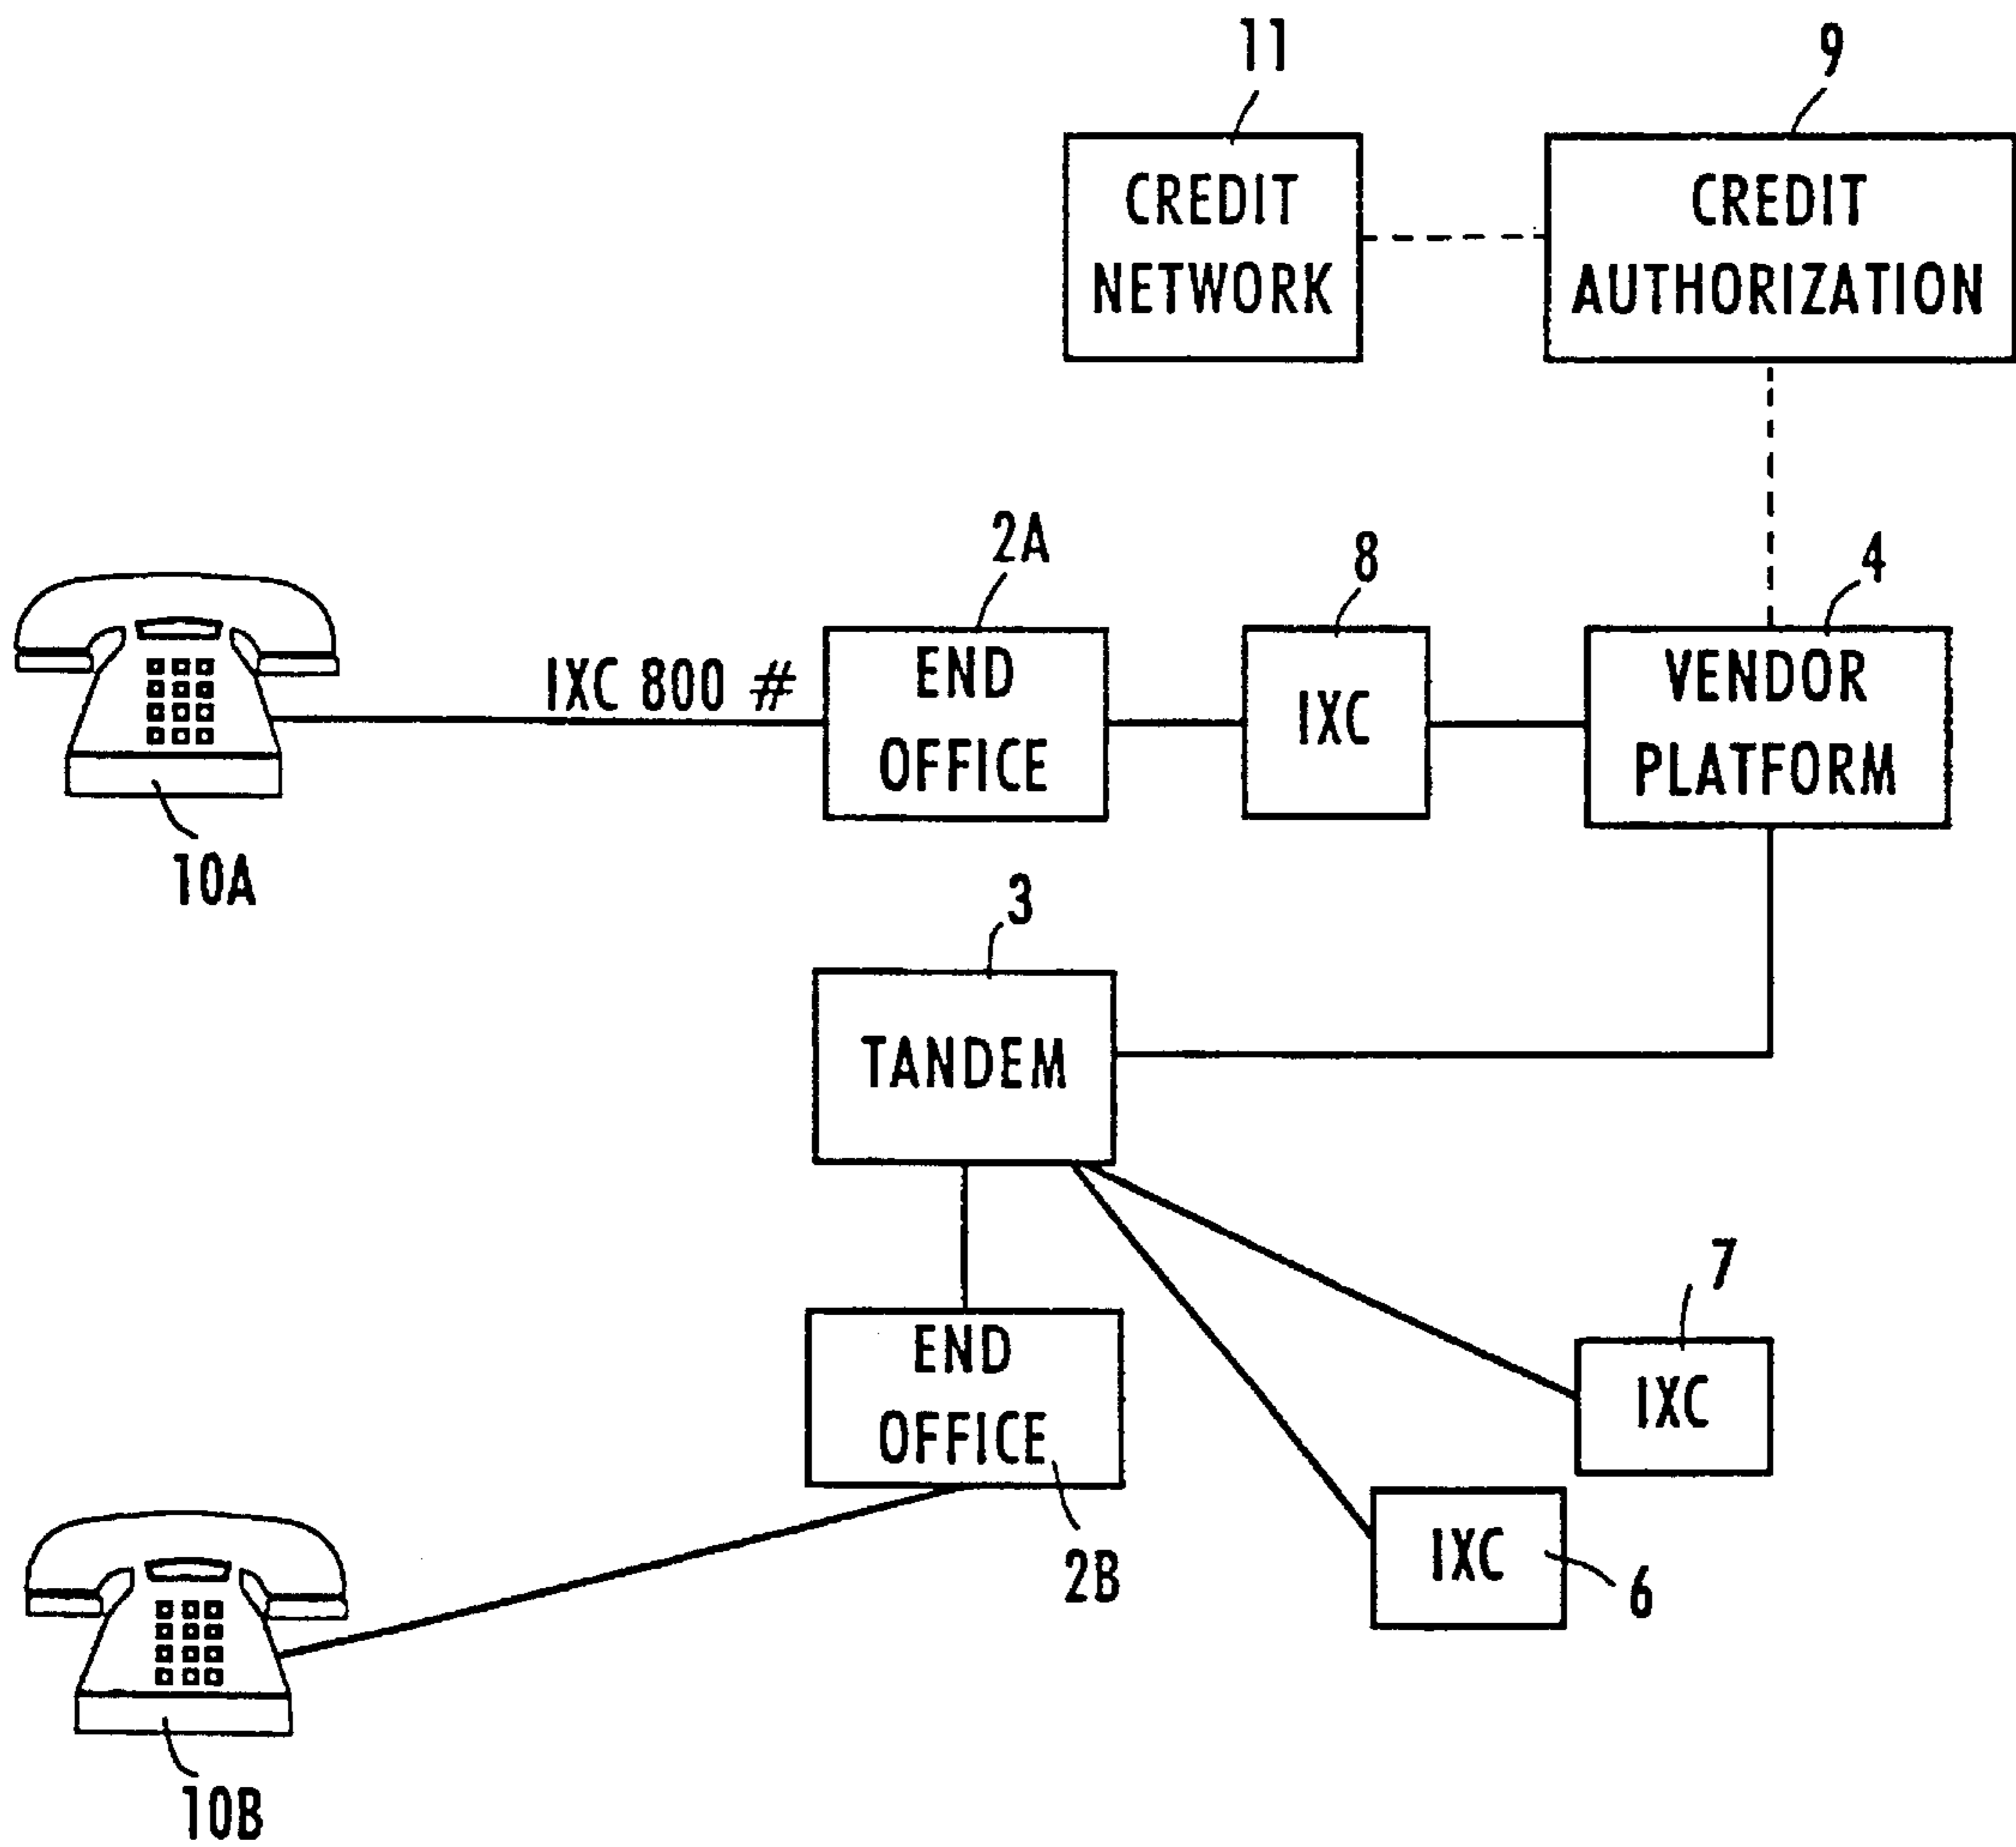 11
9
CREDIT
NETWORK
CREDIT
AUTHORIZATION
2A
8
4
IXC 800 #
END
OFFICE
IXC
VENDOR
PLATFORM
10A
3
TANDEM
7
END
OFFICE
IXC
2B
IXC
6
10B